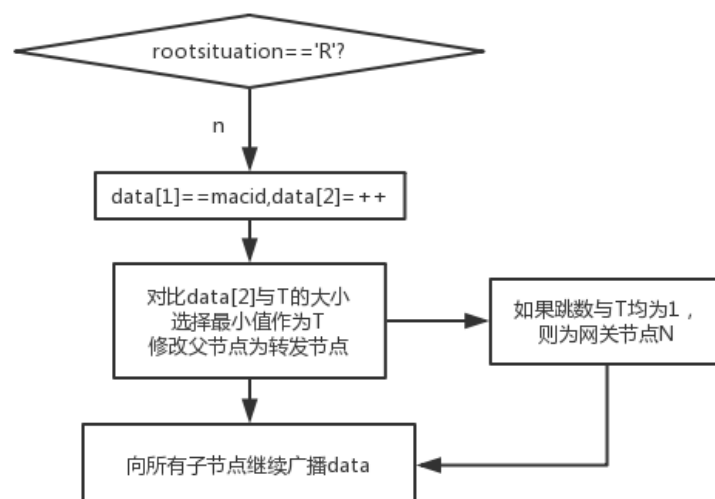 rootsituation=='R'?
n
data[1]==macid,data[2]=++
对比data[2]与T的大小
选择最小值作为T
修改父节点为转发节点
如果跳数与T均为1，
则为网关节点N
向所有子节点继续广播data